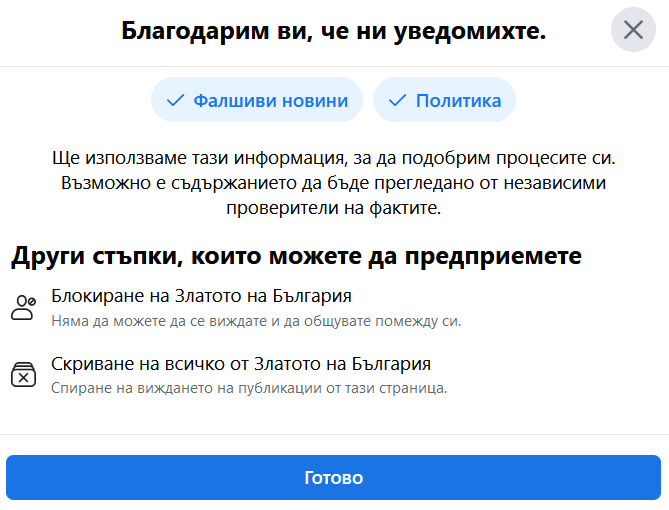 Благодарим ви, че ни уведомихте.
Фалшиви новини
Политика
Ще използваме тази информация, за да подобрим процесите си.
Възможно е съдържанието да бъде прегледано от независими
проверители на фактите.
Други стъпки, които можете да предприемете
Блокиране на Златото на България
Няма да можете да се виждате и да общувате помежду си.
Скриване на всичко от Златото на България
Спиране на виждането на публикации от тази страница.
Готово